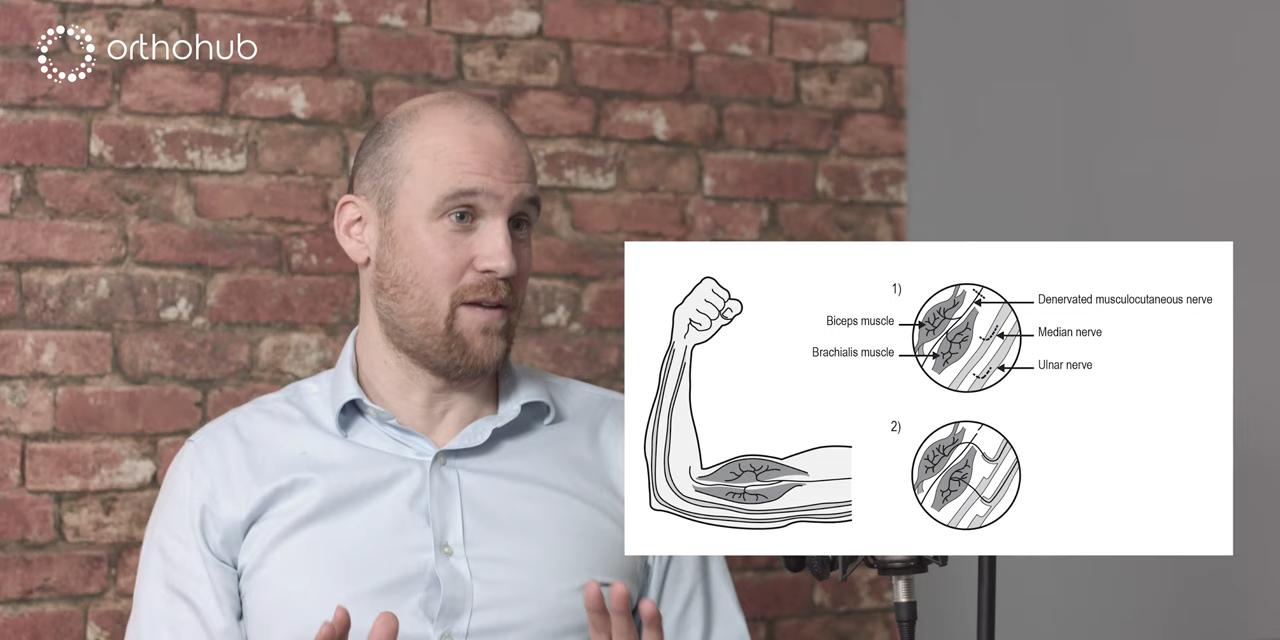 orthohub
1)
Denervated musculocutaneous nerve
Biceps muscle
Median nerve
Brachialis muscle
Ulnar nerve
2)